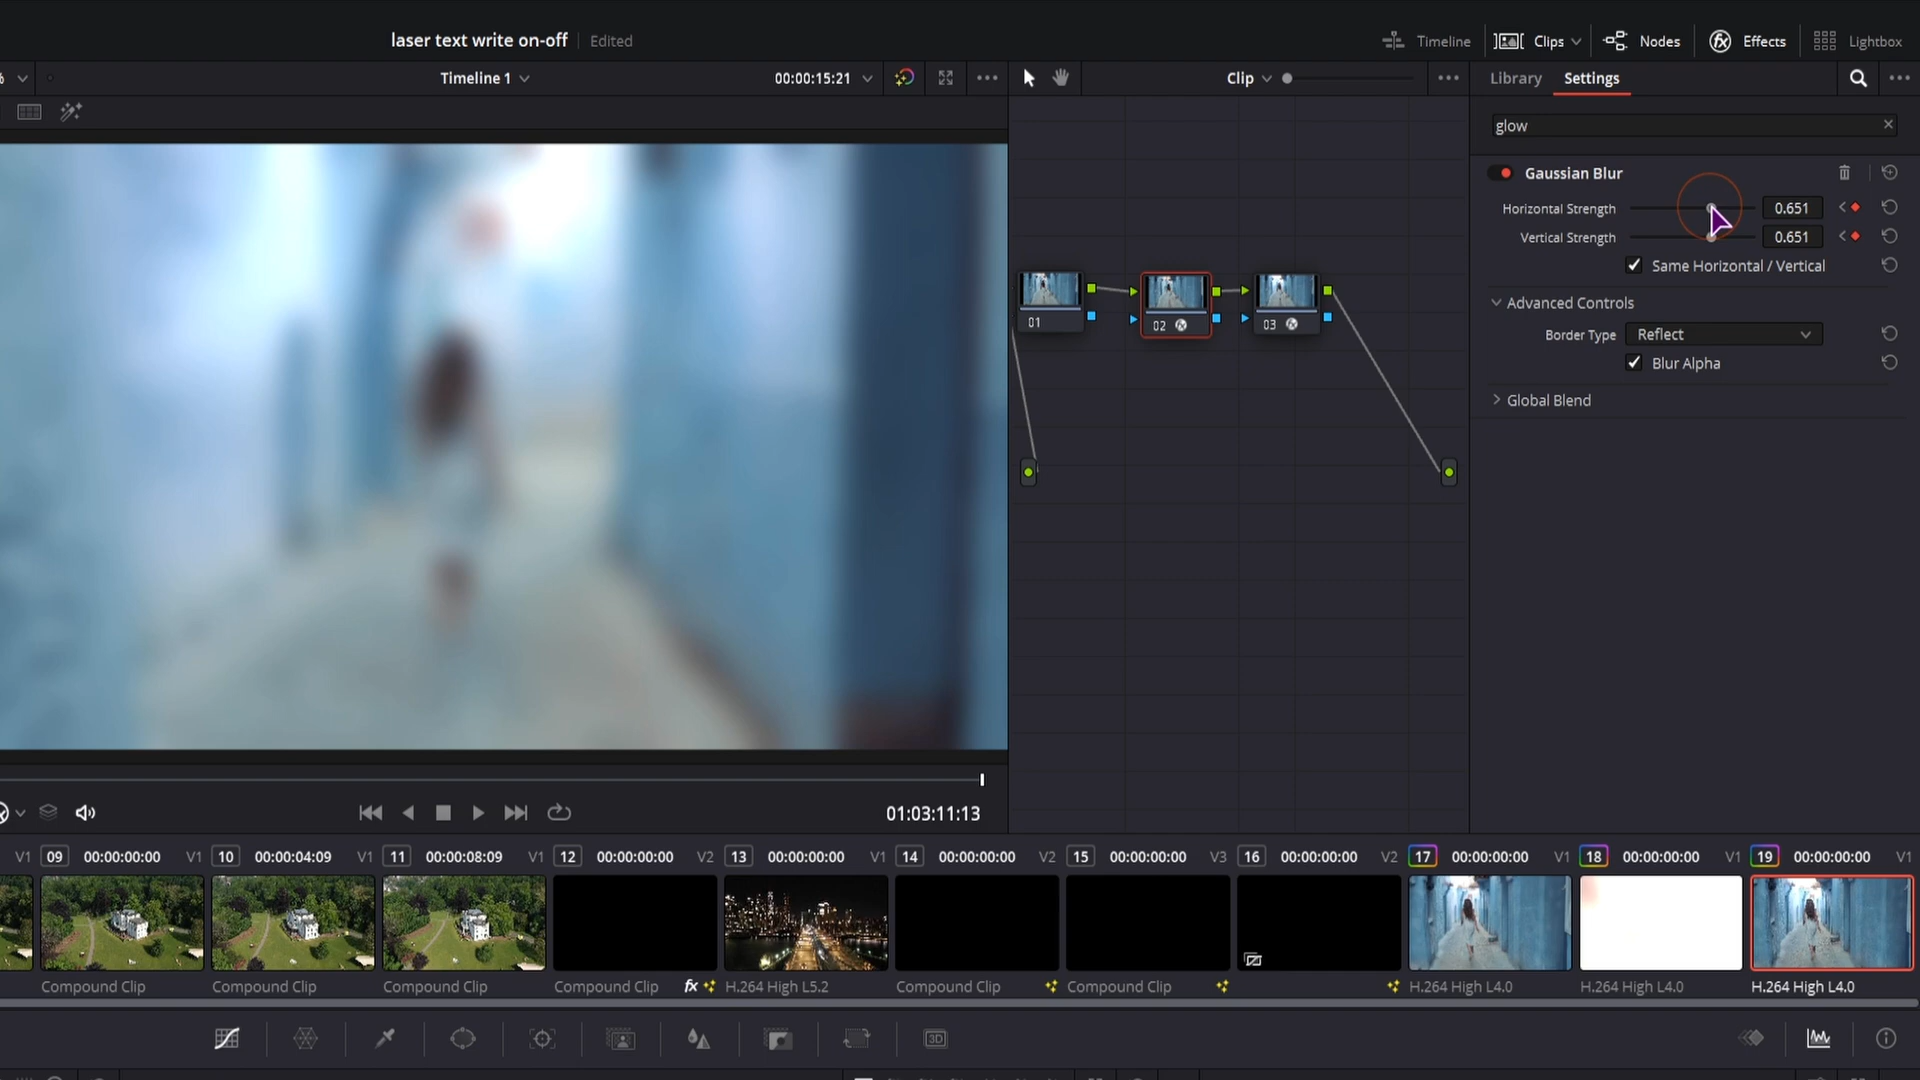 laser text write on-off Edited
Timeline Clips Nodes Effects Lightbox
Timeline 1 00:00:15:21
Clip
Library Settings
glow
Gaussian Blur
Horizontal Strength 0.651
Vertical Strength 0.651
Same Horizontal / Vertical
Advanced Controls
Border Type Reflect
Blur Alpha
Global Blend
01 02 03
01:03:11:13
V1 09 00:00:00:00 V1 10 00:00:04:09 V1 11 00:00:08:09 V1 12 00:00:00:00 V2 13 00:00:00:00 V1 14 00:00:00:00 V2 15 00:00:00:00 V3 16 00:00:00:00 V2 17 00:00:00:00 V1 18 00:00:00:00 V1 19 00:00:00:00 V1
Compound Clip Compound Clip Compound Clip Compound Clip fx H.264 High L5.2 Compound Clip Compound Clip H.264 High L4.0 H.264 High L4.0 H.264 High L4.0
3D